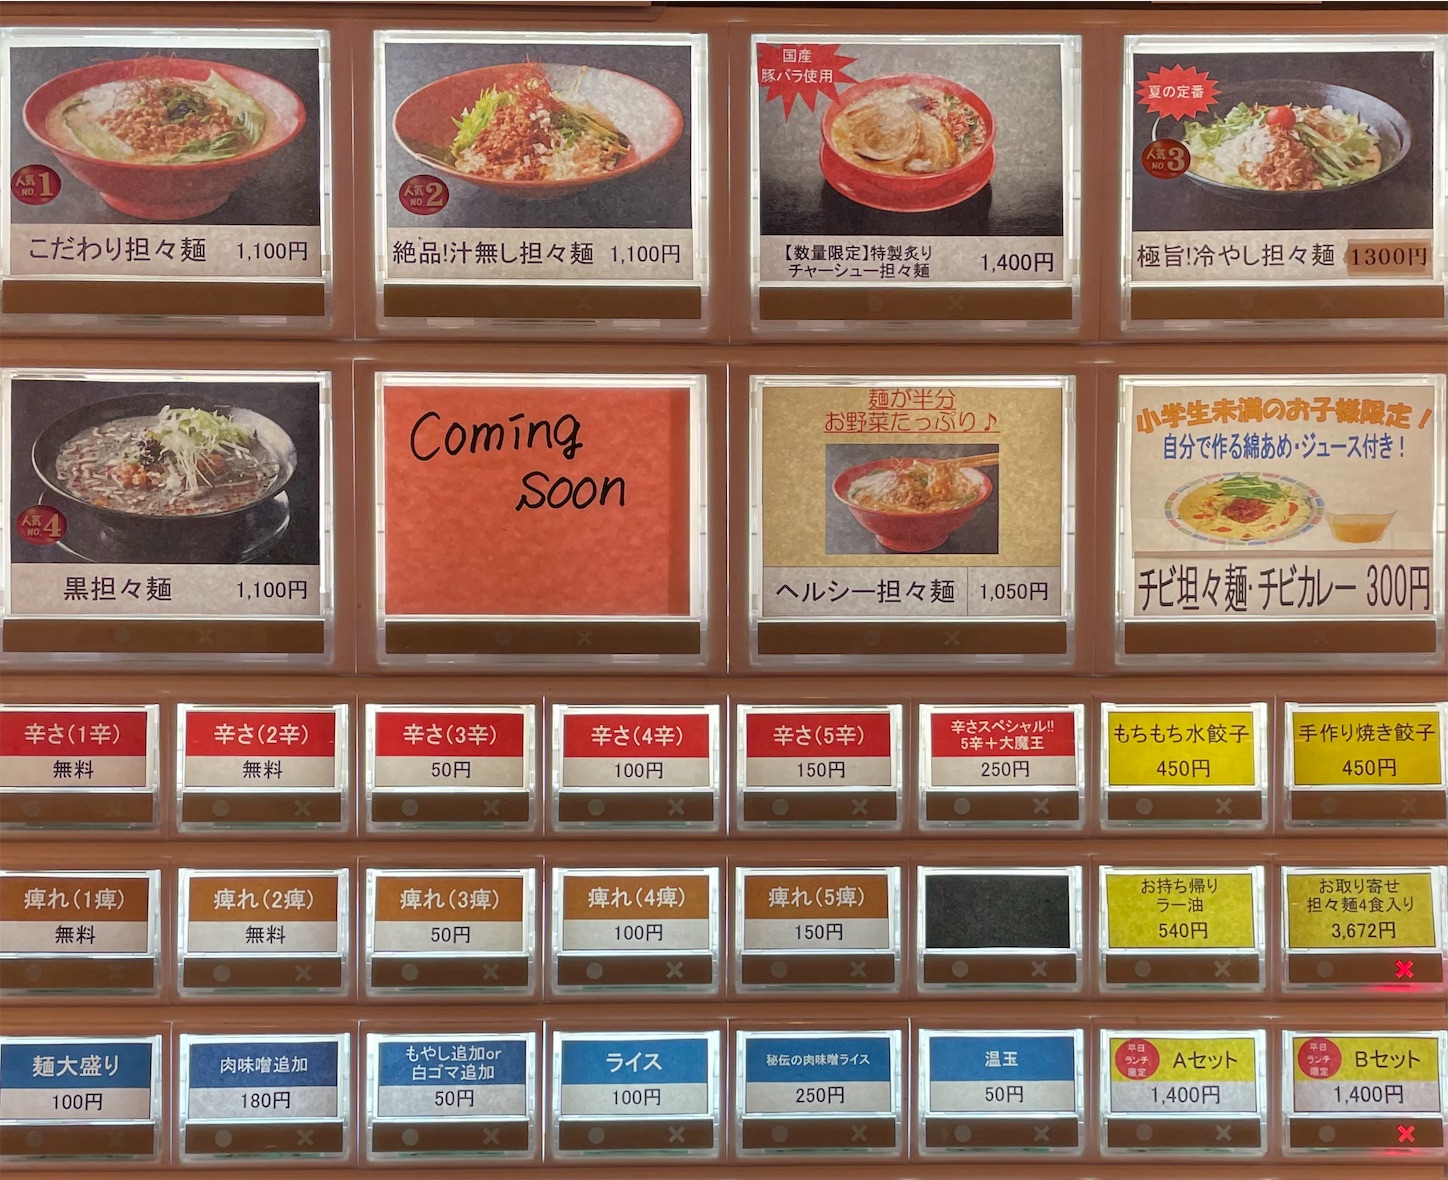 人気NO.1
こだわり担々麺 1,100円
人気NO.2
絶品!汁無し担々麺 1,100円
国産
豚バラ使用
【数量限定】特製炙り
チャーシュー担々麺 1,400円
夏の定番
人気NO.3
極旨!冷やし担々麺 1300円
人気NO.4
黒担々麺 1,100円
Coming
soon
麺が半分
お野菜たっぷり♪
ヘルシー担々麺 1,050円
小学生未満のお子様限定！
自分で作る綿あめ・ジュース付き！
チビ坦々麺・チビカレー 300円
辛さ(1辛)
無料
辛さ(2辛)
無料
辛さ(3辛)
50円
辛さ(4辛)
100円
辛さ(5辛)
150円
辛さスペシャル!!
5辛＋大魔王
250円
もちもち水餃子
450円
手作り焼き餃子
450円
痺れ(1痺)
無料
痺れ(2痺)
無料
痺れ(3痺)
50円
痺れ(4痺)
100円
痺れ(5痺)
150円
お持ち帰り
ラー油
540円
お取り寄せ
担々麺4食入り
3,672円
麺大盛り
100円
肉味噌追加
180円
もやし追加or
白ゴマ追加
50円
ライス
100円
秘伝の肉味噌ライス
250円
温玉
50円
平日
ランチ
限定
Aセット
1,400円
平日
ランチ
限定
Bセット
1,400円